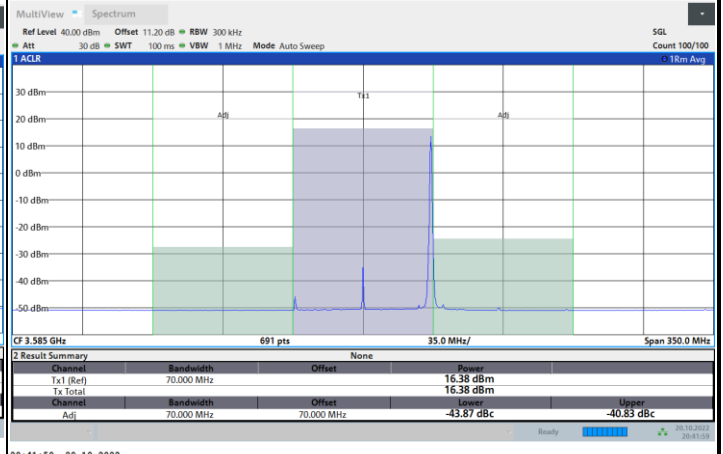 MultiView Spectrum
Ref Level 40.00 dBm Offset 11.20 dB RBW 300 kHz SGL
Att 30 dB SWT 100 ms VBW 1 MHz Mode Auto Sweep Count 100/100
1 ACLR 1Rm Avg
30 dBm
Tx1
20 dBm Adj Adj
10 dBm
0 dBm
-10 dBm
-20 dBm
-30 dBm
-40 dBm
-50 dBm
CF 3.585 GHz 691 pts 35.0 MHz/ Span 350.0 MHz
2 Result Summary None
Channel Bandwidth Offset Power
Tx1 (Ref) 70.000 MHz 16.38 dBm
Tx Total 16.38 dBm
Channel Bandwidth Offset Lower Upper
Adj 70.000 MHz 70.000 MHz -43.87 dBc -40.83 dBc
Ready 20.10.2022
20:41:59